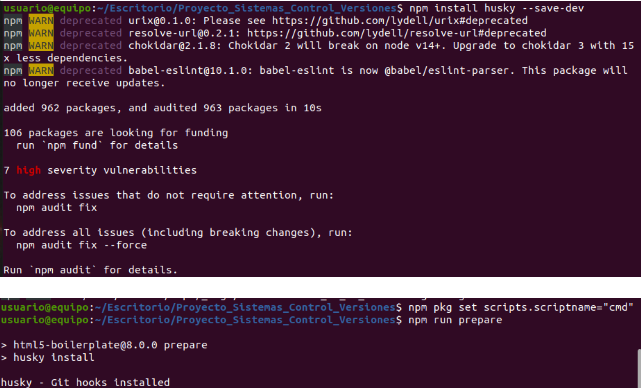 usuario@equipo:~/Escritorio/Proyecto_Sistemas_Control_Versiones$ npm install husky --save-dev
npm WARN deprecated urix@0.1.0: Please see https://github.com/lydell/urix#deprecated
npm WARN deprecated resolve-url@0.2.1: https://github.com/lydell/resolve-url#deprecated
npm WARN deprecated chokidar@2.1.8: Chokidar 2 will break on node v14+. Upgrade to chokidar 3 with 15
x less dependencies.
npm WARN deprecated babel-eslint@10.1.0: babel-eslint is now @babel/eslint-parser. This package will
no longer receive updates.
added 962 packages, and audited 963 packages in 10s
106 packages are looking for funding
run `npm fund` for details
7 high severity vulnerabilities
To address issues that do not require attention, run:
npm audit fix
To address all issues (including breaking changes), run:
npm audit fix --force
Run `npm audit` for details.
usuario@equipo:~/Escritorio/Proyecto_Sistemas_Control_Versiones$ npm pkg set scripts.scriptname="cmd"
usuario@equipo:~/Escritorio/Proyecto_Sistemas_Control_Versiones$ npm run prepare
> html5-boilerplate@8.0.0 prepare
> husky install
husky - Git hooks installed